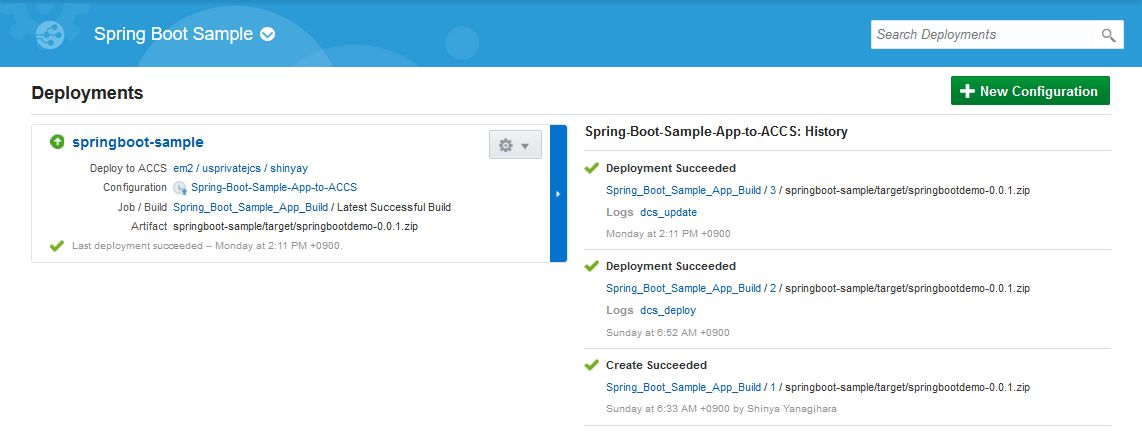 Spring Boot Sample
Search Deployments
Deployments
New Configuration
springboot-sample
Deploy to ACCS em2 / usprivatejcs / shinyay
Configuration Spring-Boot-Sample-App-to-ACCS
Job / Build Spring_Boot_Sample_App_Build / Latest Successful Build
Artifact springboot-sample/target/springbootdemo-0.0.1.zip
Last deployment succeeded -- Monday at 2:11 PM +0900.
Spring-Boot-Sample-App-to-ACCS: History
Deployment Succeeded
Spring_Boot_Sample_App_Build / 3 / springboot-sample/target/springbootdemo-0.0.1.zip
Logs dcs_update
Monday at 2:11 PM +0900
Deployment Succeeded
Spring_Boot_Sample_App_Build / 2 / springboot-sample/target/springbootdemo-0.0.1.zip
Logs dcs_deploy
Sunday at 6:52 AM +0900
Create Succeeded
Spring_Boot_Sample_App_Build / 1 / springboot-sample/target/springbootdemo-0.0.1.zip
Sunday at 6:33 AM +0900 by Shinya Yanagihara